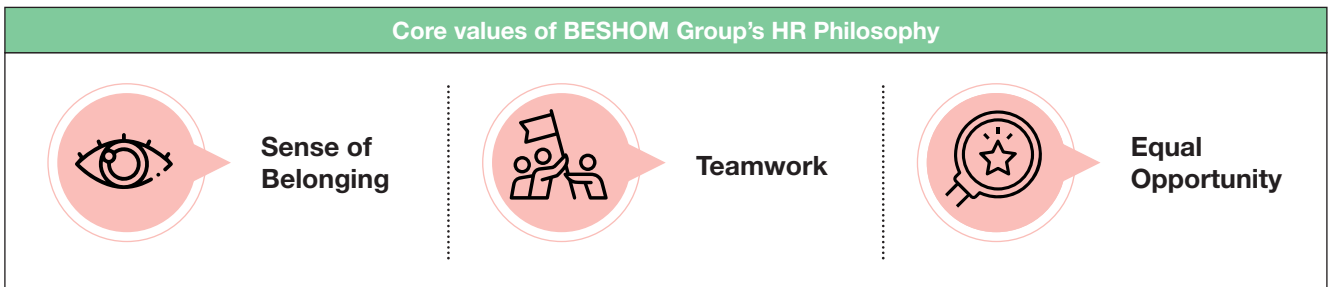 Core values of BESHOM Group's HR Philosophy
Sense of
Belonging
Teamwork
Equal
Opportunity